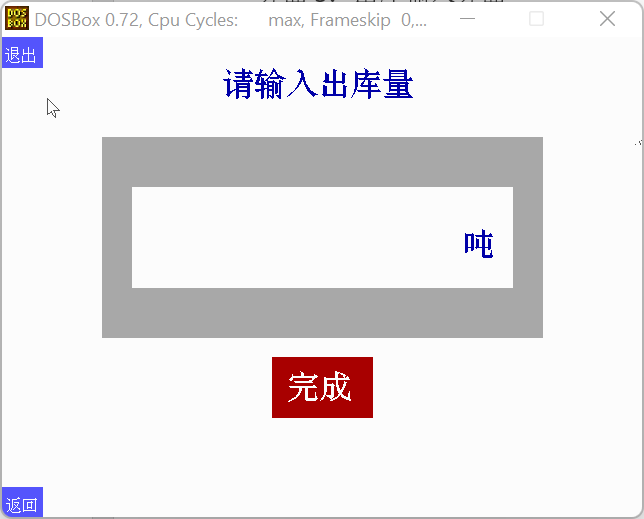 DOSBox 0.72, Cpu Cycles: max, Frameskip 0,...
退出
请输入出库量
吨
完成
返回